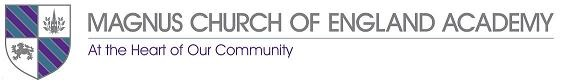 MAGNUS CHURCH OF ENGLAND ACADEMY
At the Heart of Our Community